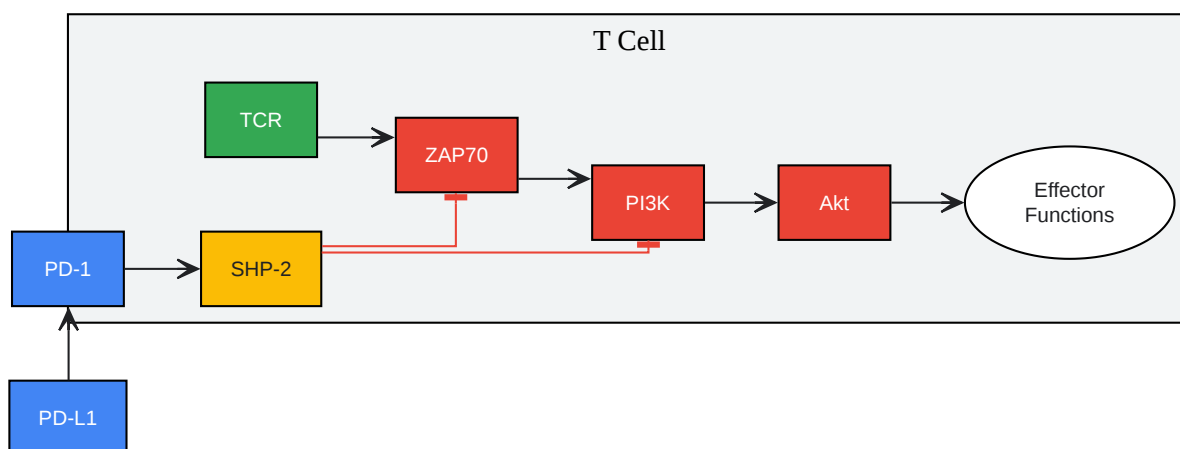 T Cell
TCR
ZAP70
PI3K
Akt
Effector
Functions
PD-1
SHP-2
PD-L1